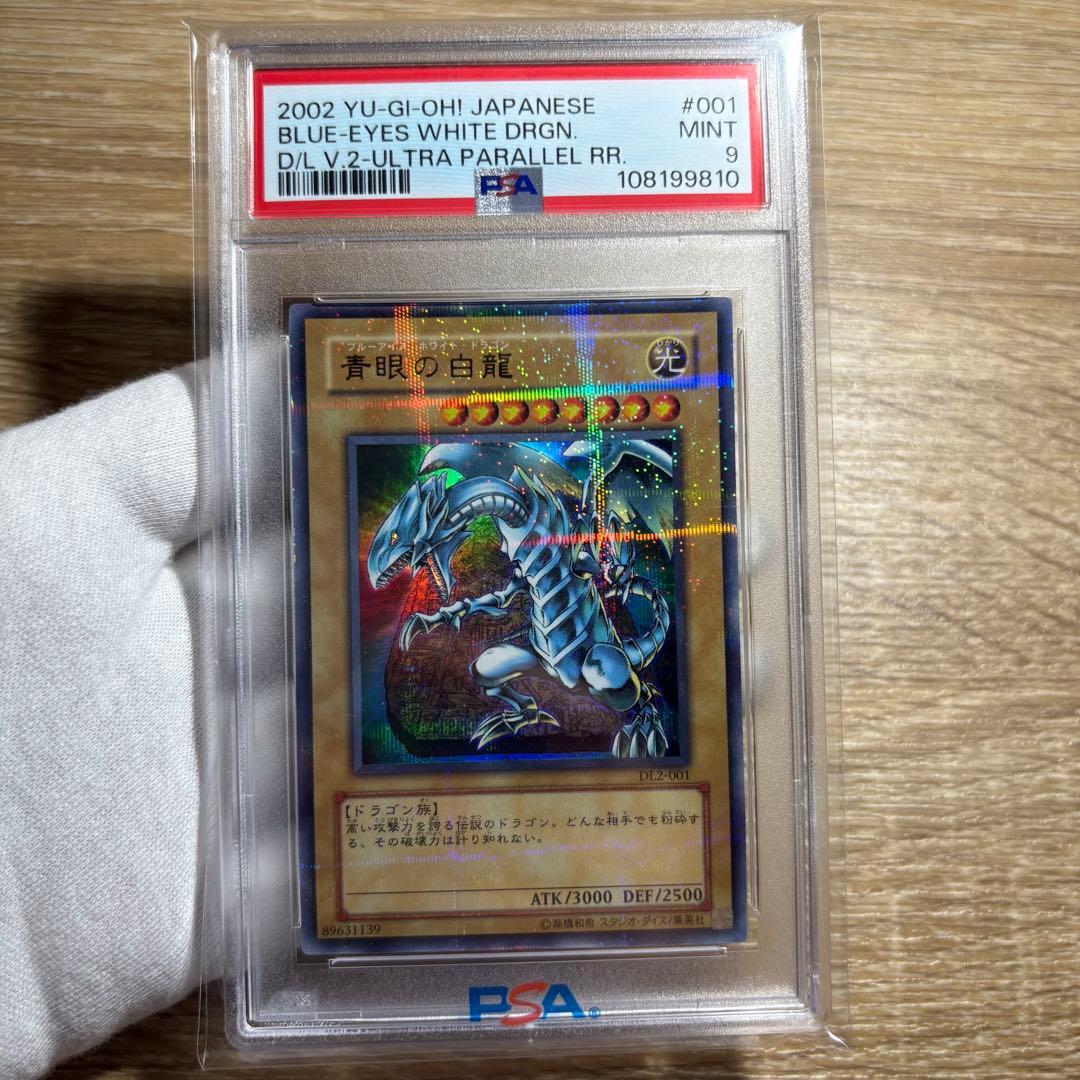 2002 YU-GI-OH! JAPANESE #001
BLUE-EYES WHITE DRGN. MINT
D/L V.2-ULTRA PARALLEL RR. 9
PSA 108199810
ブルーアイズ ホワイト ドラゴン
青眼の白龍
ひかり
光
DL2-001
【ドラゴン族】
高い攻撃力を誇る伝説のドラゴン。どんな相手でも粉砕す
る、その破壊力は計り知れない。
ATK/3000 DEF/2500
89631139
©高橋和希 スタジオ・ダイス/集英社
PSA®